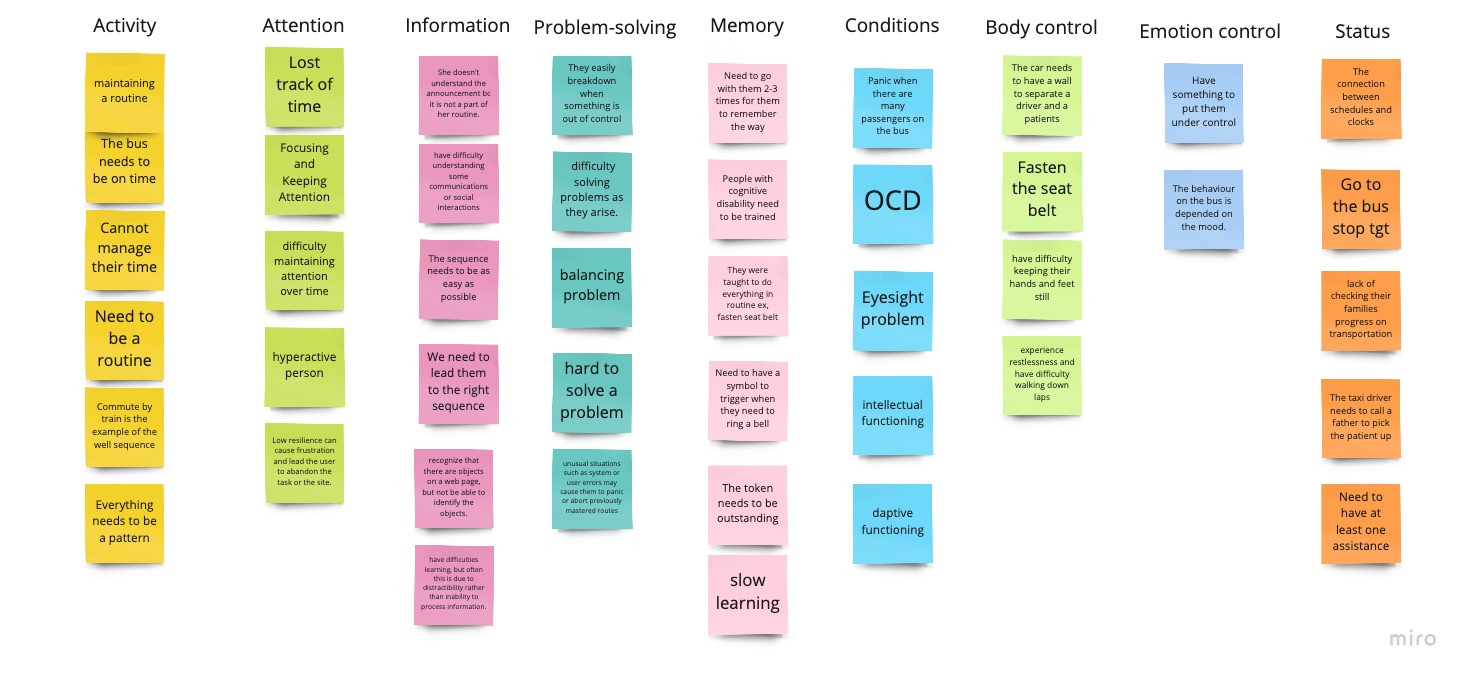 Activity
maintaining
a routine
The bus
needs to
be on time
Cannot
manage
their time
Need to
be a
routine
Commute by
train is the
example of the
well sequence
Everything
needs to be
a pattern
Attention
Lost
track of
time
Focusing
and
Keeping
Attention
difficulty
maintaining
attention
over time
hyperactive
person
Low resilience can
cause frustration
and lead the user
to abandon the
task or the site.
Information
She doesn't
understand the
announcement bc
it is not a part of
her routine.
have difficulty
understanding
some
communications
or social
interactions
The sequence
needs to be as
easy as
possible
We need to
lead them
to the right
sequence
recognize that
there are objects
on a web page,
but not be able to
identify the
objects.
have difficulties
learning, but often
this is due to
distractibility rather
than inability to
process information.
Problem-solving
They easily
breakdown
when
something is
out of control
difficulty
solving
problems as
they arise.
balancing
problem
hard to
solve a
problem
unusual situations
such as system or
user errors may
cause them to panic
or abort previously
mastered routes
Memory
Need to go
with them 2-3
times for them
to remember
the way
People with
cognitive
disability need
to be trained
They were
taught to do
everything in
routine ex,
fasten seat belt
Need to have a
symbol to
trigger when
they need to
ring a bell
The token
needs to be
outstanding
slow
learning
Conditions
Panic when
there are
many
passengers on
the bus
OCD
Eyesight
problem
intellectual
functioning
daptive
functioning
Body control
The car needs
to have a wall
to separate a
driver and a
patients
Fasten
the seat
belt
have difficulty
keeping their
hands and feet
still
experience
restlessness and
have difficulty
walking down
laps
Emotion control
Have
something to
put them
under control
The behaviour
on the bus is
depended on
the mood.
Status
The
connection
between
schedules and
clocks
Go to
the bus
stop tgt
lack of
checking their
families
progress on
transportation
The taxi driver
needs to call a
father to pick
the patient up
Need to
have at
least one
assistance
miro